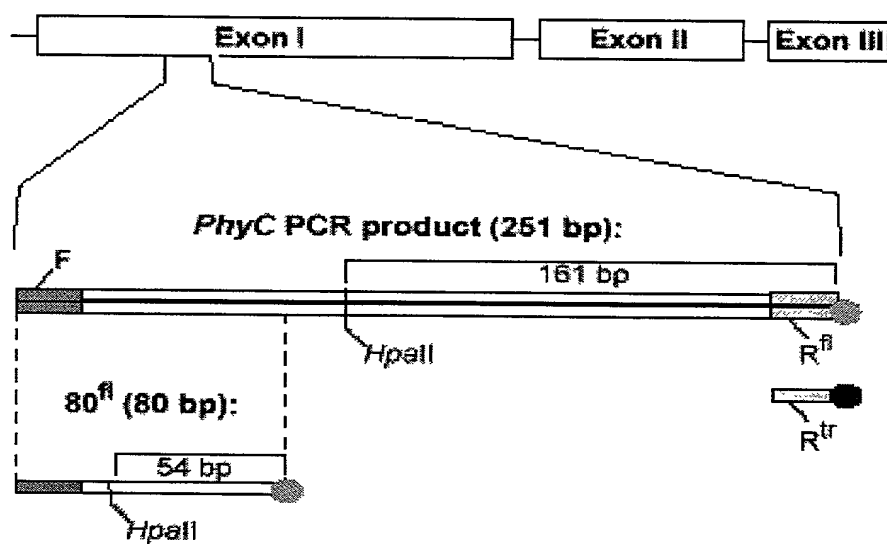 Exon I
Exon II
Exon III
PhyC PCR product (251 bp):
F
161 bp
HpaII
R^fl
80^fl (80 bp):
R^tr
54 bp
HpaII